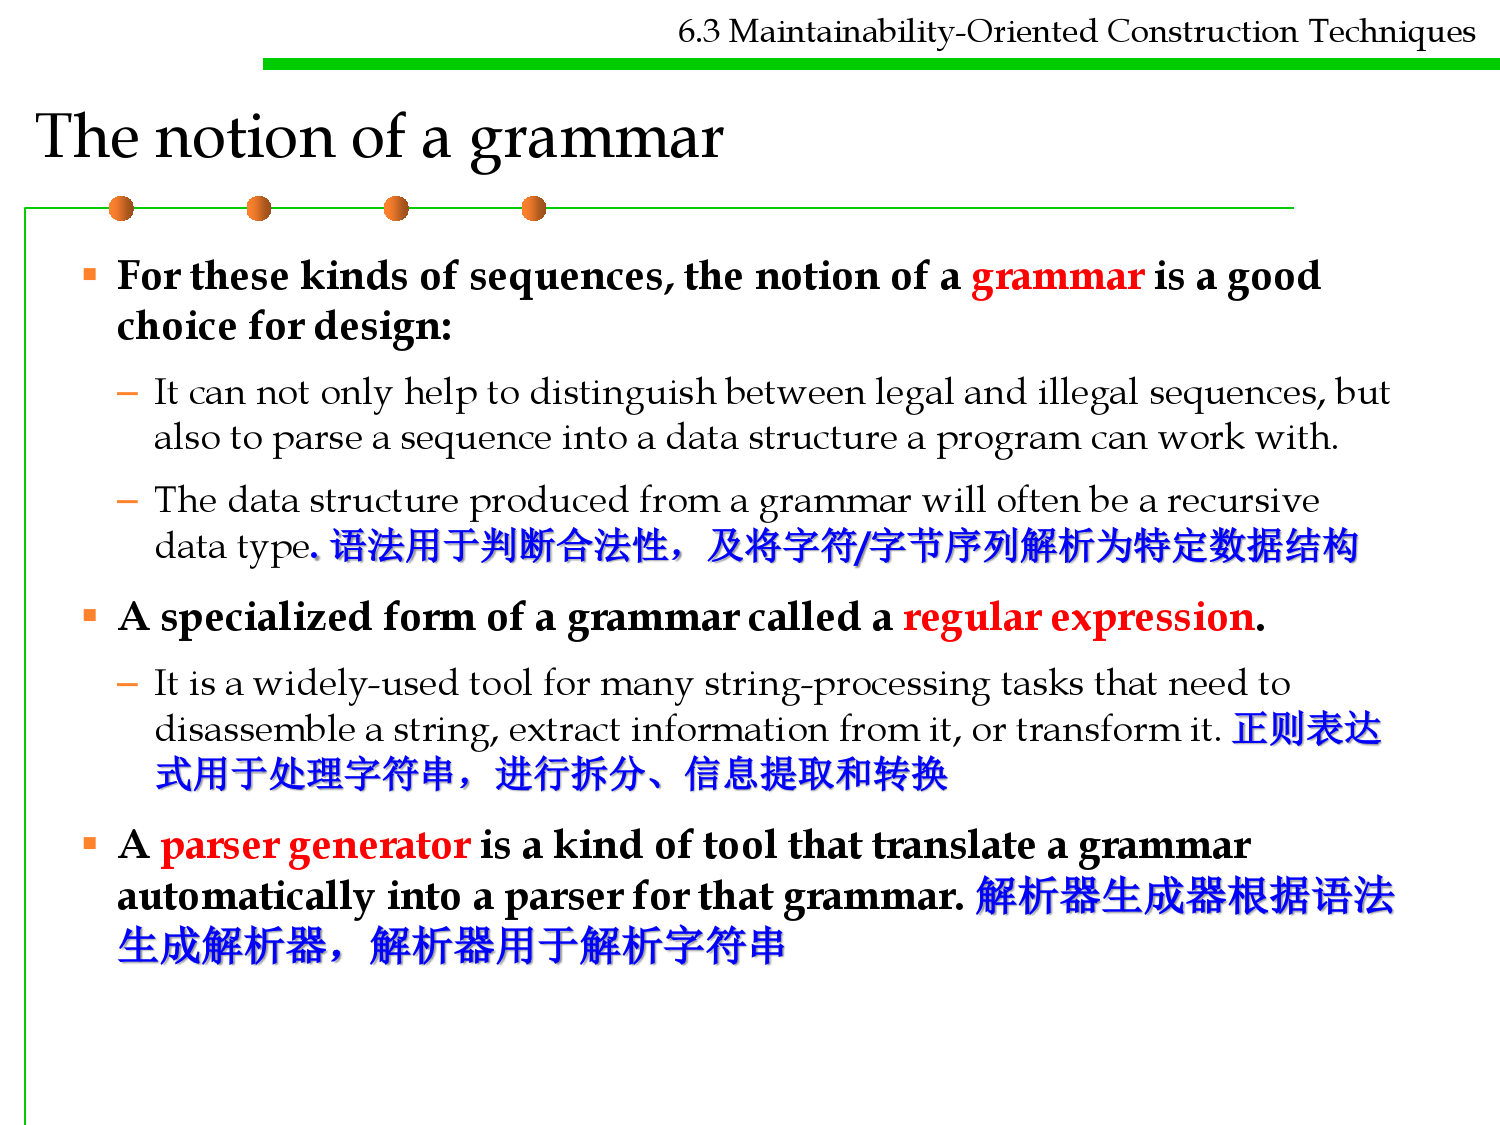 6.3 Maintainability-Oriented Construction Techniques
The notion of a grammar
▪ For these kinds of sequences, the notion of a grammar is a good
choice for design:
– It can not only help to distinguish between legal and illegal sequences, but
also to parse a sequence into a data structure a program can work with.
– The data structure produced from a grammar will often be a recursive
data type. 语法用于判断合法性，及将字符/字节序列解析为特定数据结构
▪ A specialized form of a grammar called a regular expression.
– It is a widely-used tool for many string-processing tasks that need to
disassemble a string, extract information from it, or transform it. 正则表达
式用于处理字符串，进行拆分、信息提取和转换
▪ A parser generator is a kind of tool that translate a grammar
automatically into a parser for that grammar. 解析器生成器根据语法
生成解析器，解析器用于解析字符串